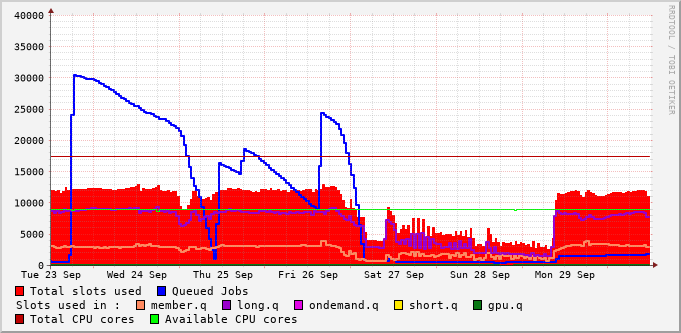 40000
35000
30000
25000
20000
15000
10000
5000
0
Tue 23 Sep Wed 24 Sep Thu 25 Sep Fri 26 Sep Sat 27 Sep Sun 28 Sep Mon 29 Sep
Total slots used Queued Jobs
Slots used in : member.q long.q ondemand.q short.q gpu.q
Total CPU cores Available CPU cores
RRDTOOL / TOBI OETIKER